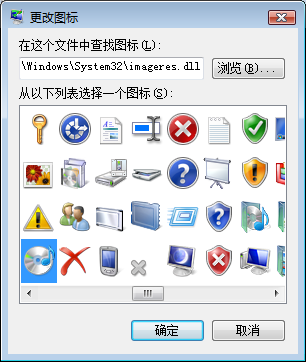 更改图标
在这个文件中查找图标(L):
\Windows\System32\imageres.dll
浏览(B)...
从以下列表选择一个图标(S):
确定
取消